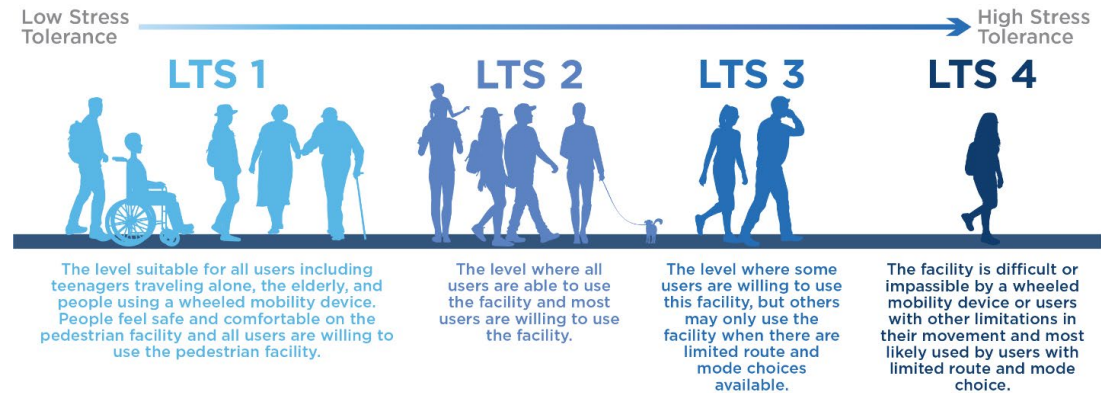 Low Stress
Tolerance
High Stress
Tolerance
LTS 1
LTS 2
LTS 3
LTS 4
The level suitable for all users including
teenagers traveling alone, the elderly, and
people using a wheeled mobility device.
People feel safe and comfortable on the
pedestrian facility and all users are willing to
use the pedestrian facility.
The level where all
users are able to use
the facility and most
users are willing to use
the facility.
The level where some
users are willing to use
this facility, but others
may only use the
facility when there are
limited route and
mode choices
available.
The facility is difficult or
impassible by a wheeled
mobility device or users
with other limitations in
their movement and most
likely used by users with
limited route and mode
choice.